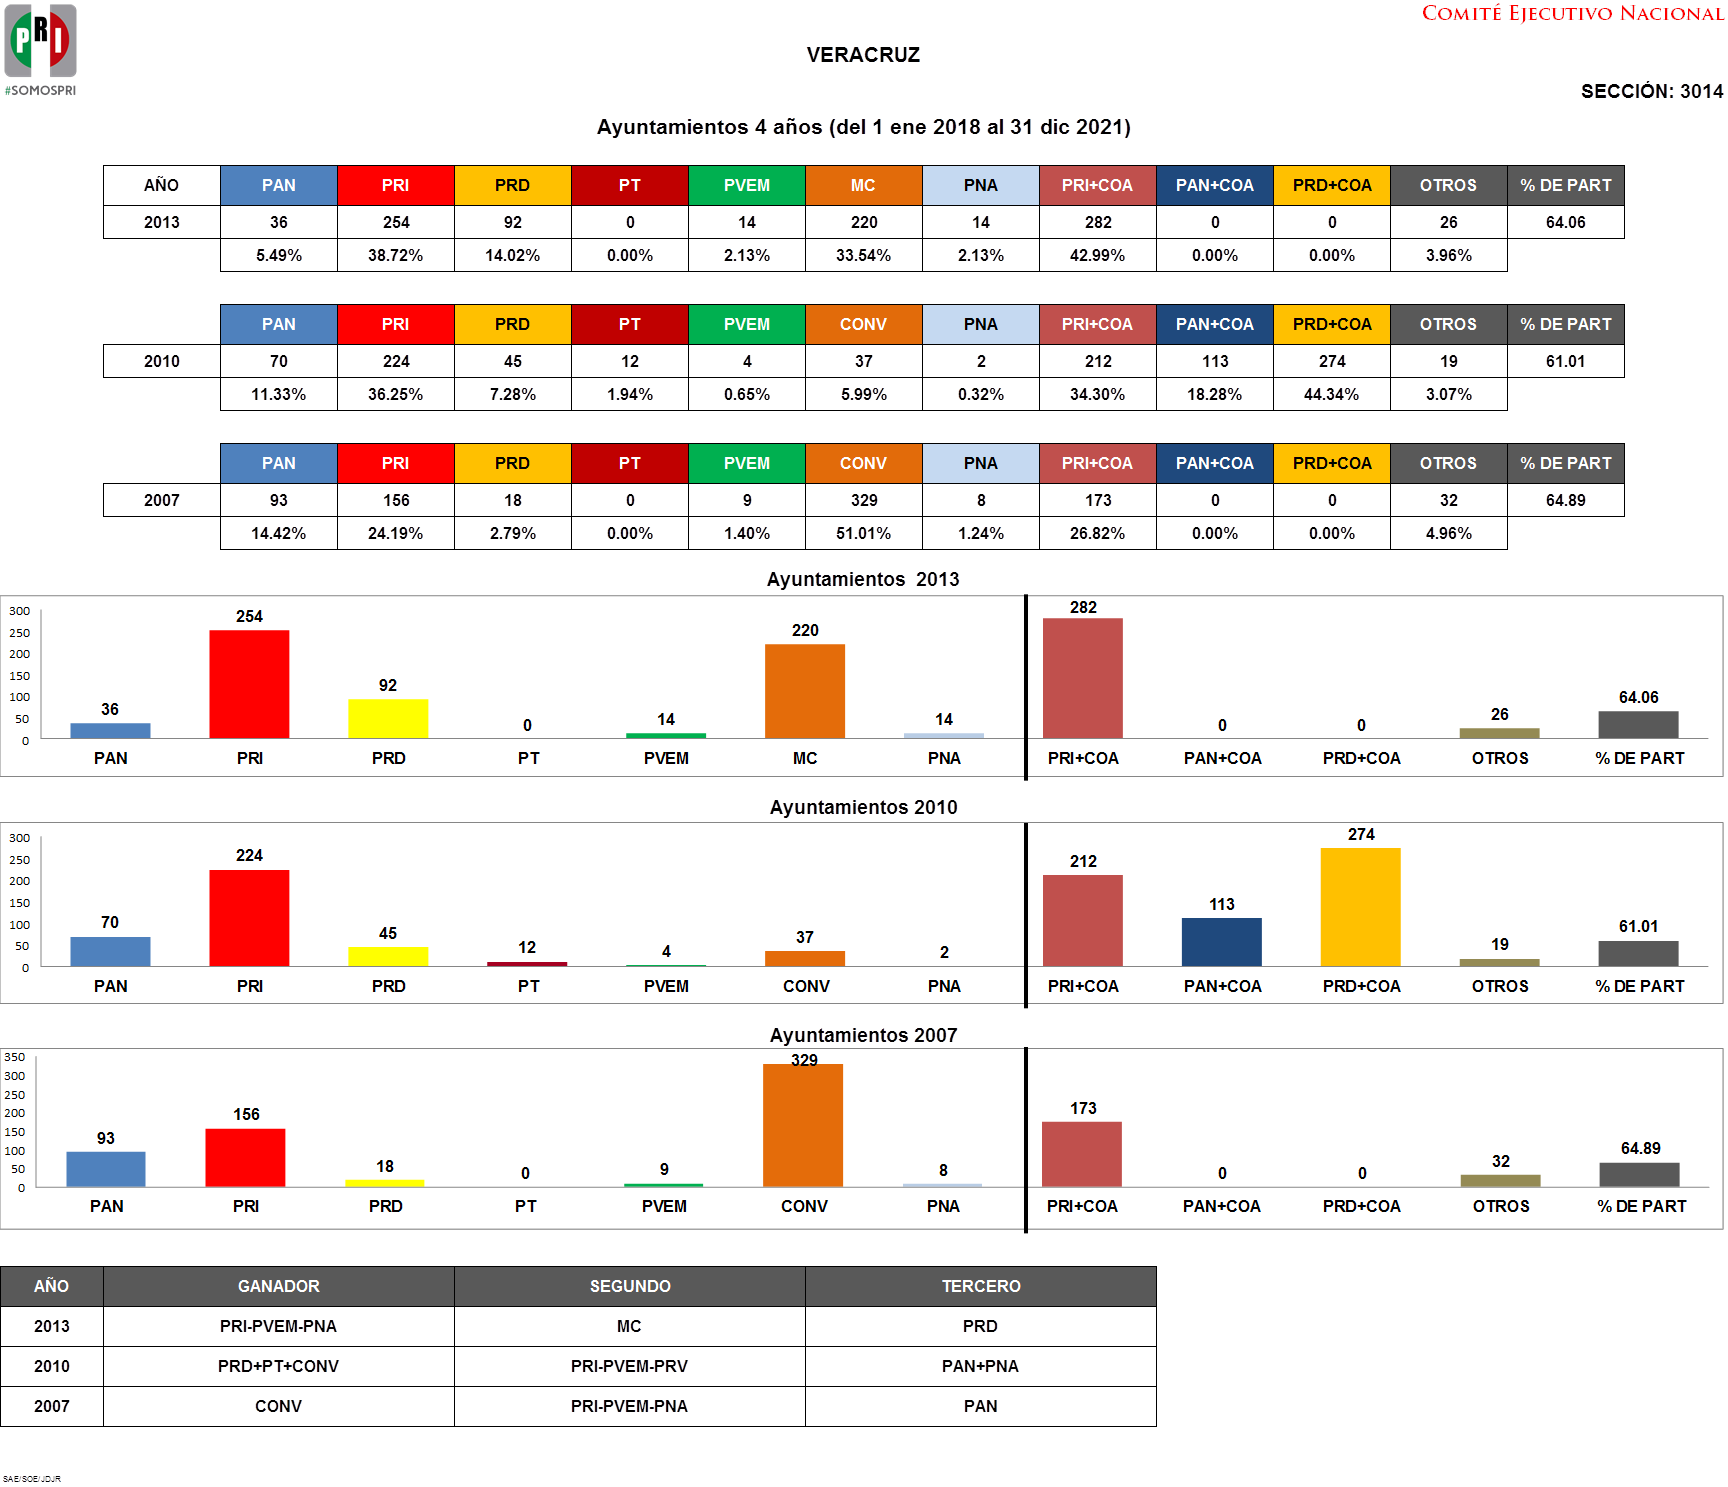 PRI
#SOMOSPRI
COMITÉ EJECUTIVO NACIONAL
VERACRUZ
SECCIÓN: 3014
Ayuntamientos 4 años (del 1 ene 2018 al 31 dic 2021)
AÑO PAN PRI PRD PT PVEM MC PNA PRI+COA PAN+COA PRD+COA OTROS % DE PART
2013 36 254 92 0 14 220 14 282 0 0 26 64.06
5.49% 38.72% 14.02% 0.00% 2.13% 33.54% 2.13% 42.99% 0.00% 0.00% 3.96%
PAN PRI PRD PT PVEM CONV PNA PRI+COA PAN+COA PRD+COA OTROS % DE PART
2010 70 224 45 12 4 37 2 212 113 274 19 61.01
11.33% 36.25% 7.28% 1.94% 0.65% 5.99% 0.32% 34.30% 18.28% 44.34% 3.07%
PAN PRI PRD PT PVEM CONV PNA PRI+COA PAN+COA PRD+COA OTROS % DE PART
2007 93 156 18 0 9 329 8 173 0 0 32 64.89
14.42% 24.19% 2.79% 0.00% 1.40% 51.01% 1.24% 26.82% 0.00% 0.00% 4.96%
Ayuntamientos 2013
300
250
200
150
100
50
0
36 254 92 0 14 220 14 282 0 0 26 64.06
PAN PRI PRD PT PVEM MC PNA PRI+COA PAN+COA PRD+COA OTROS % DE PART
Ayuntamientos 2010
300
250
200
150
100
50
0
70 224 45 12 4 37 2 212 113 274 19 61.01
PAN PRI PRD PT PVEM CONV PNA PRI+COA PAN+COA PRD+COA OTROS % DE PART
Ayuntamientos 2007
350
300
250
200
150
100
50
0
93 156 18 0 9 329 8 173 0 0 32 64.89
PAN PRI PRD PT PVEM CONV PNA PRI+COA PAN+COA PRD+COA OTROS % DE PART
AÑO GANADOR SEGUNDO TERCERO
2013 PRI-PVEM-PNA MC PRD
2010 PRD+PT+CONV PRI-PVEM-PRV PAN+PNA
2007 CONV PRI-PVEM-PNA PAN
SAE/SOE/JDJR